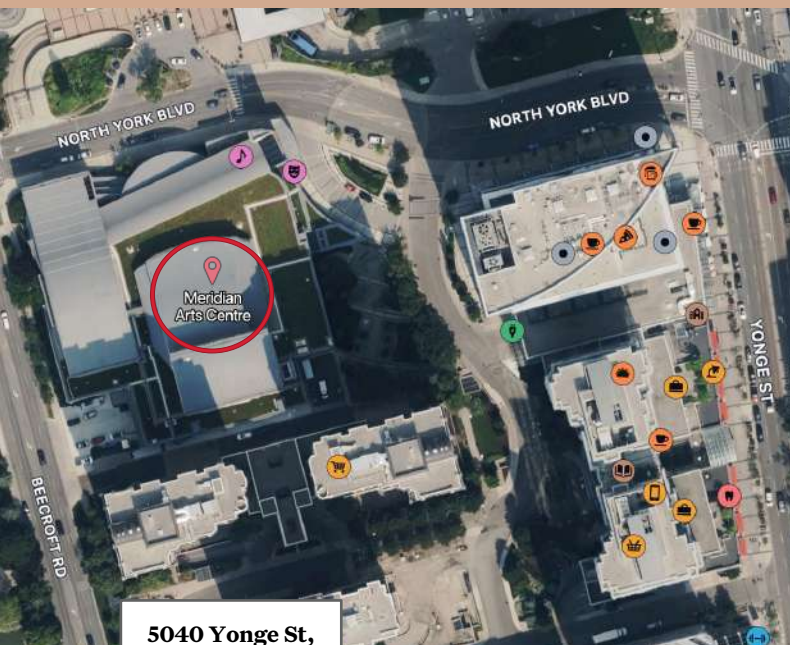 NORTH YORK BLVD
NORTH YORK BLVD
Meridian
Arts Centre
YONGE ST
BEECROFT RD
5040 Yonge St,